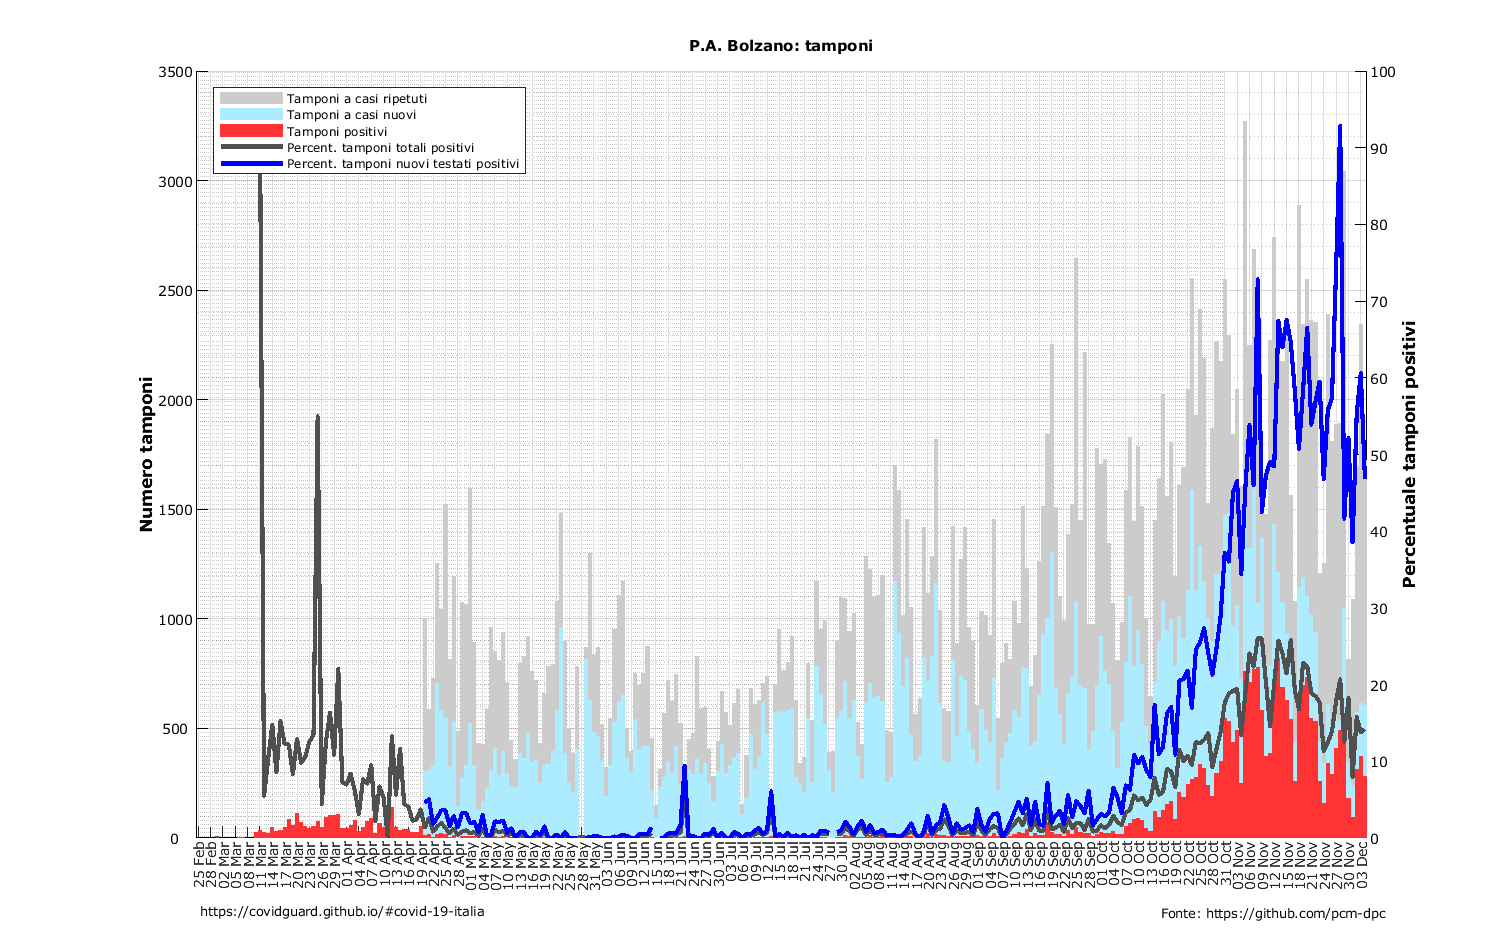 P.A. Bolzano: tamponi
Tamponi a casi ripetuti
Tamponi a casi nuovi
Tamponi positivi
Percent. tamponi totali positivi
Percent. tamponi nuovi testati positivi
Numero tamponi
3500
3000
2500
2000
1500
1000
500
0
100
90
80
70
60
50
40
30
20
10
0
Percentuale tamponi positivi
25 Feb
28 Feb
02 Mar
05 Mar
08 Mar
11 Mar
14 Mar
17 Mar
20 Mar
23 Mar
26 Mar
29 Mar
01 Apr
04 Apr
07 Apr
10 Apr
13 Apr
16 Apr
19 Apr
22 Apr
25 Apr
28 Apr
01 May
04 May
07 May
10 May
13 May
16 May
19 May
22 May
25 May
28 May
31 May
03 Jun
06 Jun
09 Jun
12 Jun
15 Jun
18 Jun
21 Jun
24 Jun
27 Jun
30 Jun
03 Jul
06 Jul
09 Jul
12 Jul
15 Jul
18 Jul
21 Jul
24 Jul
27 Jul
30 Jul
02 Aug
05 Aug
08 Aug
11 Aug
14 Aug
17 Aug
20 Aug
23 Aug
26 Aug
29 Aug
01 Sep
04 Sep
07 Sep
10 Sep
13 Sep
16 Sep
19 Sep
22 Sep
25 Sep
28 Sep
01 Oct
04 Oct
07 Oct
10 Oct
13 Oct
16 Oct
19 Oct
22 Oct
25 Oct
28 Oct
31 Oct
03 Nov
06 Nov
09 Nov
12 Nov
15 Nov
18 Nov
21 Nov
24 Nov
27 Nov
30 Nov
03 Dec
https://covidguard.github.io/#covid-19-italia
Fonte: https://github.com/pcm-dpc